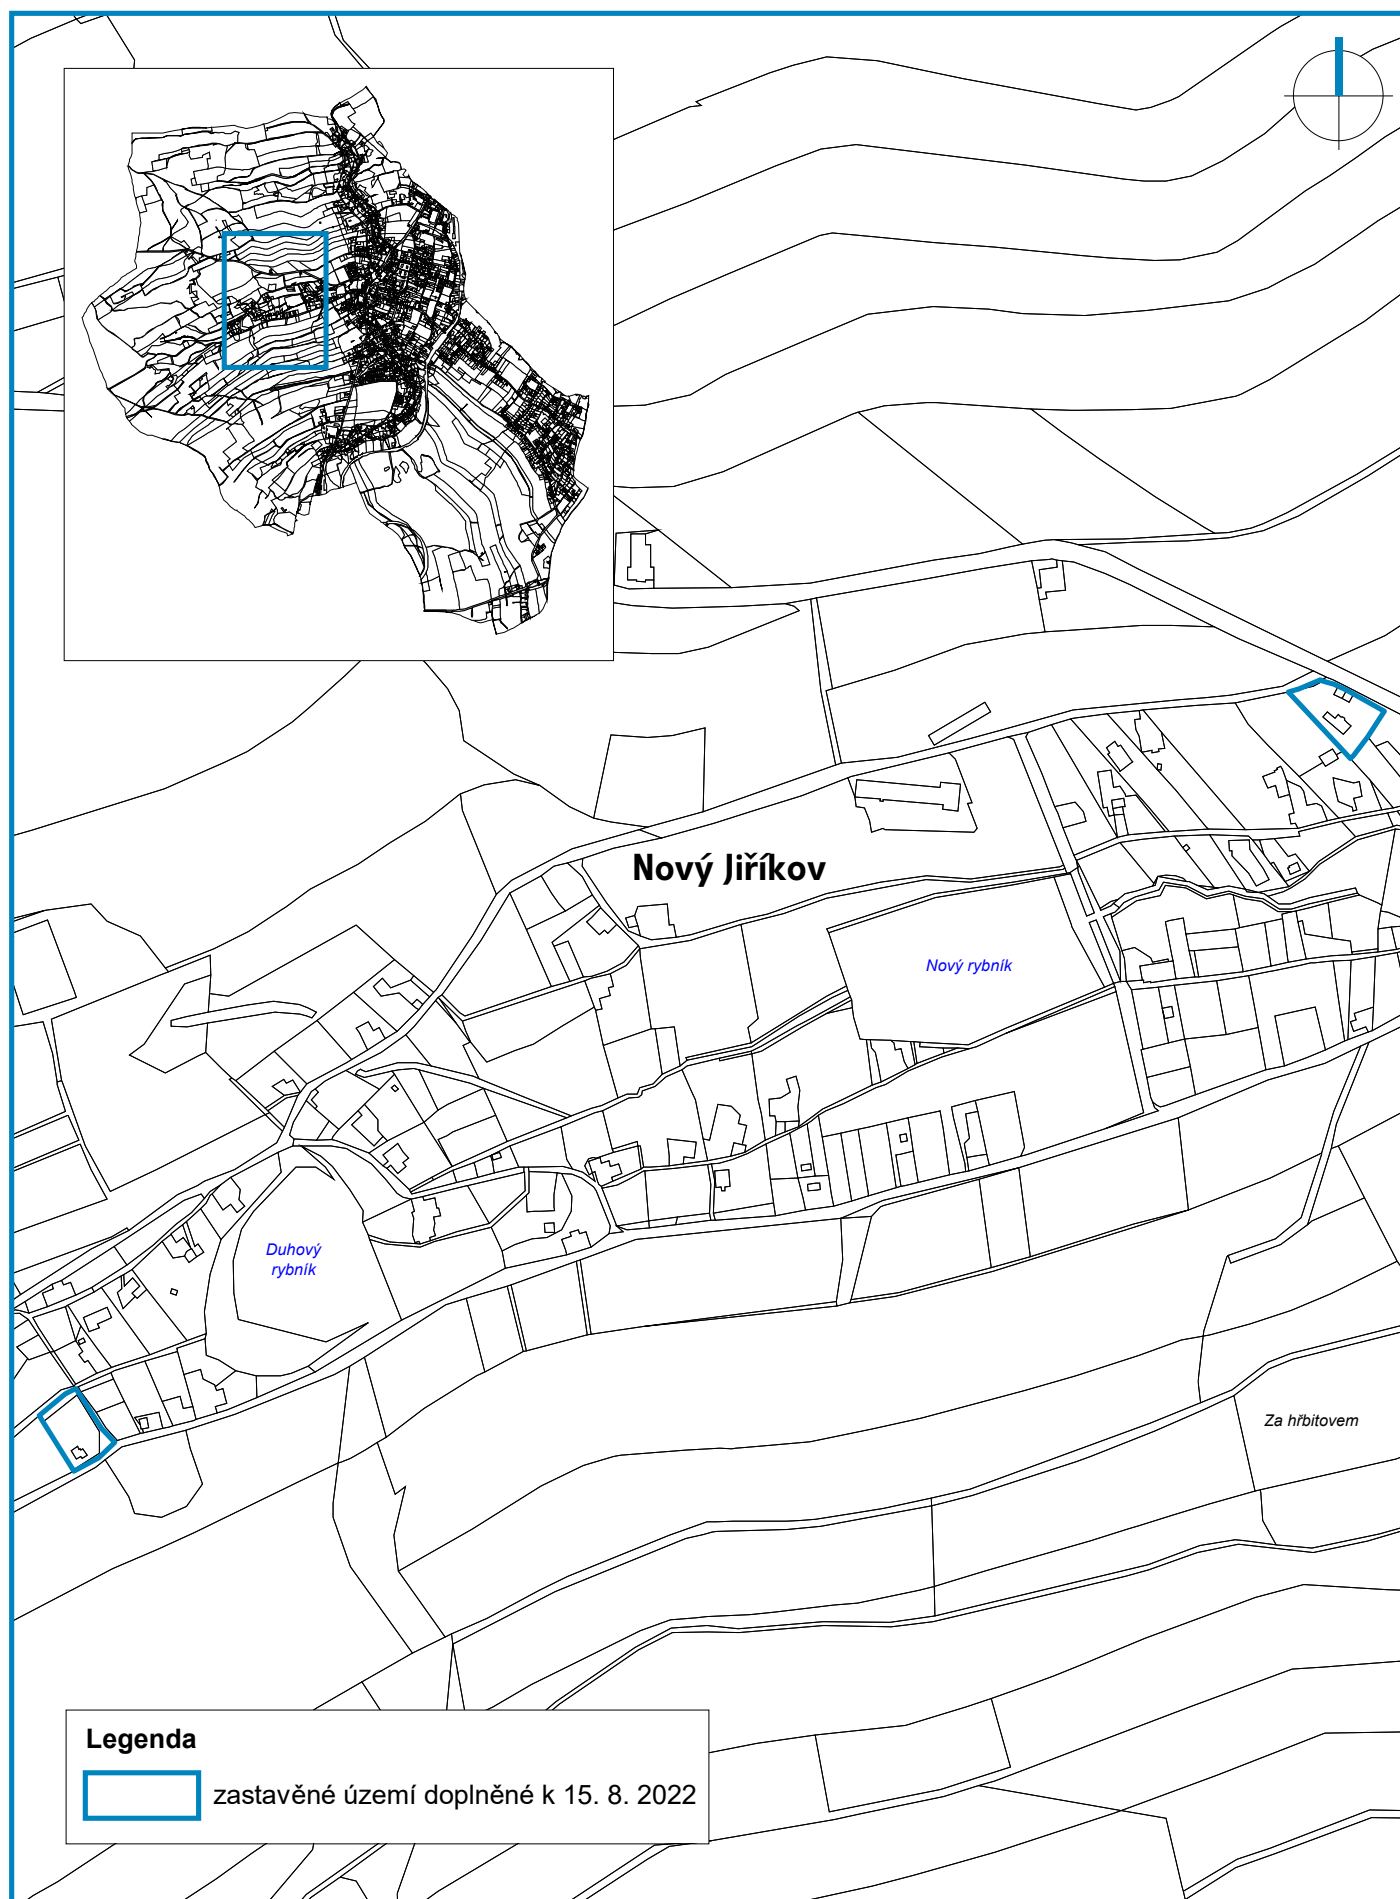 Nový Jiříkov
Nový rybník
Duhový
rybník
Za hřbitovem
Legenda
zastavěné území doplněné k 15. 8. 2022